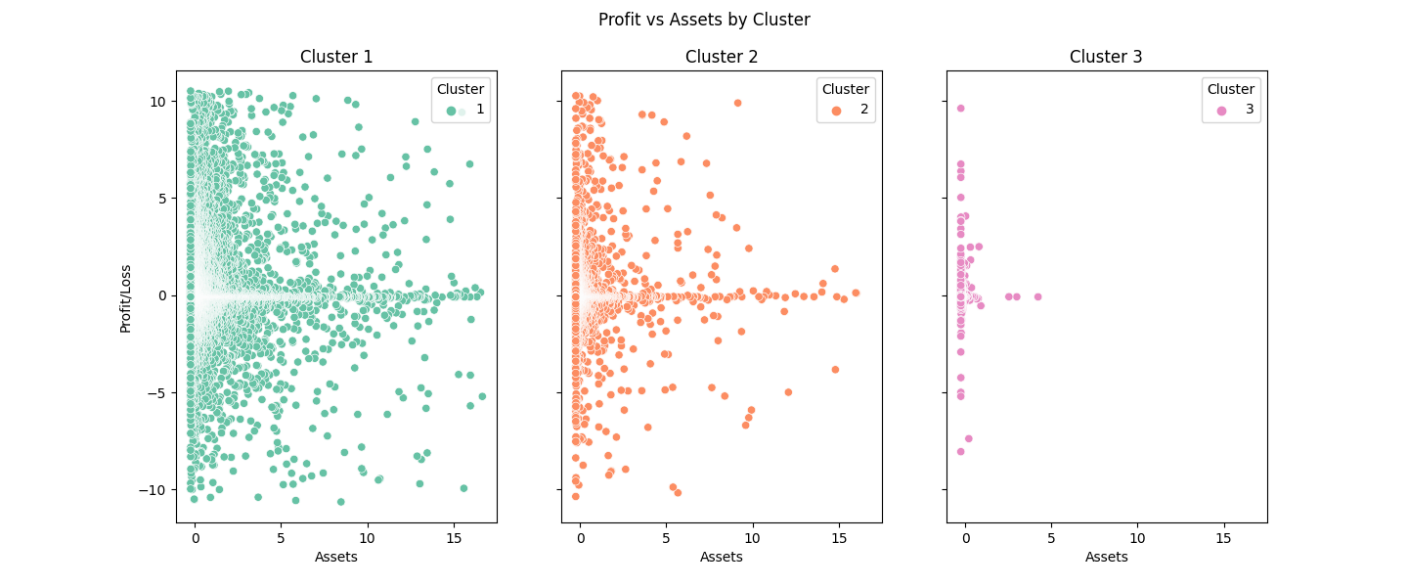 Profit vs Assets by Cluster
Cluster 1
Cluster 2
Cluster 3
Cluster
1
Cluster
2
Cluster
3
Profit/Loss
10
5
0
−5
−10
0 5 10 15
0 5 10 15
0 5 10 15
Assets
Assets
Assets